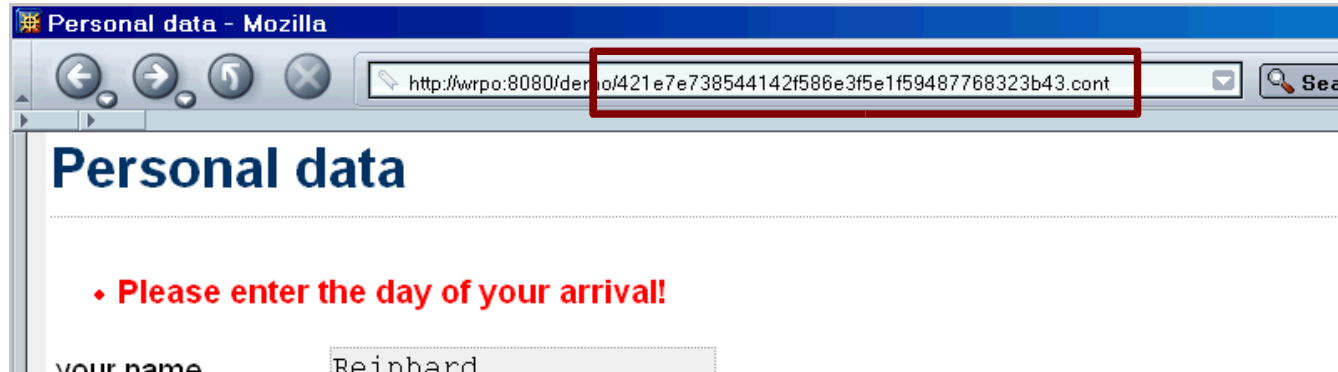 Personal data - Mozilla
http://wrpo:8080/demo/421e7e738544142f586e3f5e1f59487768323b43.cont
Sea
Personal data
Please enter the day of your arrival!
your name Reinhard